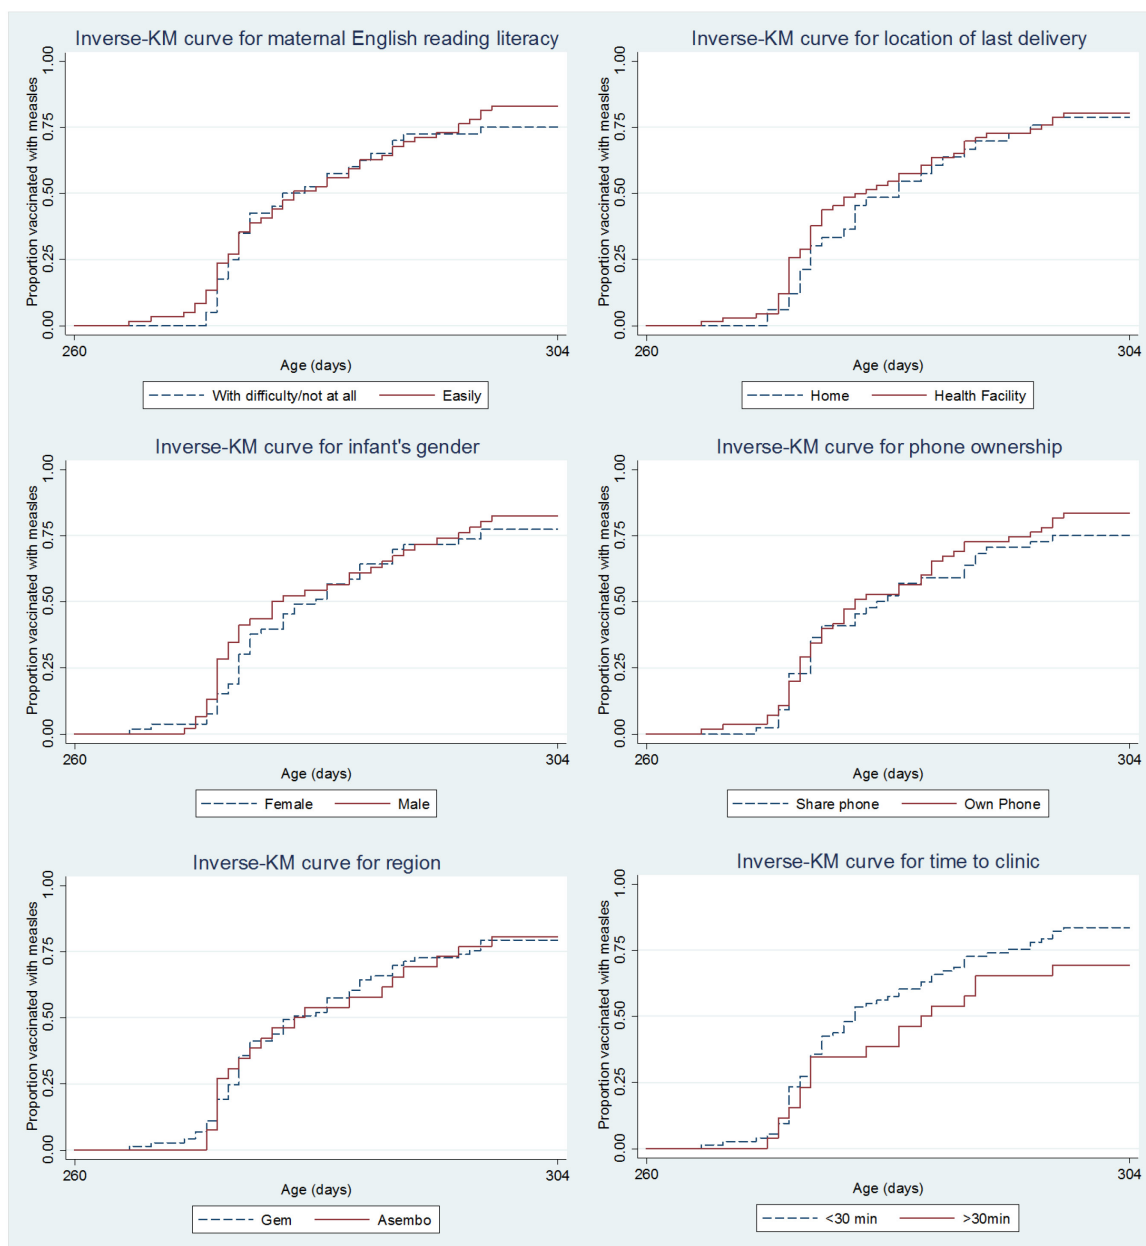 Inverse-KM curve for maternal English reading literacy
Proportion vaccinated with measles
1.00
0.75
0.50
0.25
0.00
260
304
Age (days)
With difficulty/not at all
Easily
Inverse-KM curve for location of last delivery
Proportion vaccinated with measles
1.00
0.75
0.50
0.25
0.00
260
304
Age (days)
Home
Health Facility
Inverse-KM curve for infant's gender
Proportion vaccinated with measles
1.00
0.75
0.50
0.25
0.00
260
304
Age (days)
Female
Male
Inverse-KM curve for phone ownership
Proportion vaccinated with measles
1.00
0.75
0.50
0.25
0.00
260
304
Age (days)
Share phone
Own Phone
Inverse-KM curve for region
Proportion vaccinated with measles
1.00
0.75
0.50
0.25
0.00
260
304
Age (days)
Gem
Asembo
Inverse-KM curve for time to clinic
Proportion vaccinated with measles
1.00
0.75
0.50
0.25
0.00
260
304
Age (days)
<30 min
>30min